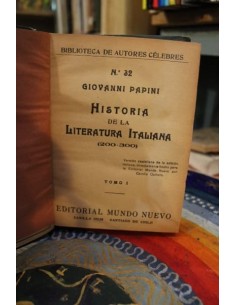 BIBLIOTECA DE AUTORES CÉLEBRES
N.° 32
GIOVANNI PAPINI
HISTORIA
DE LA
LITERATURA ITALIANA
(200-300)
TOMO I
EDITORIAL MUNDO NUEVO
SANTIAGO DE CHILE